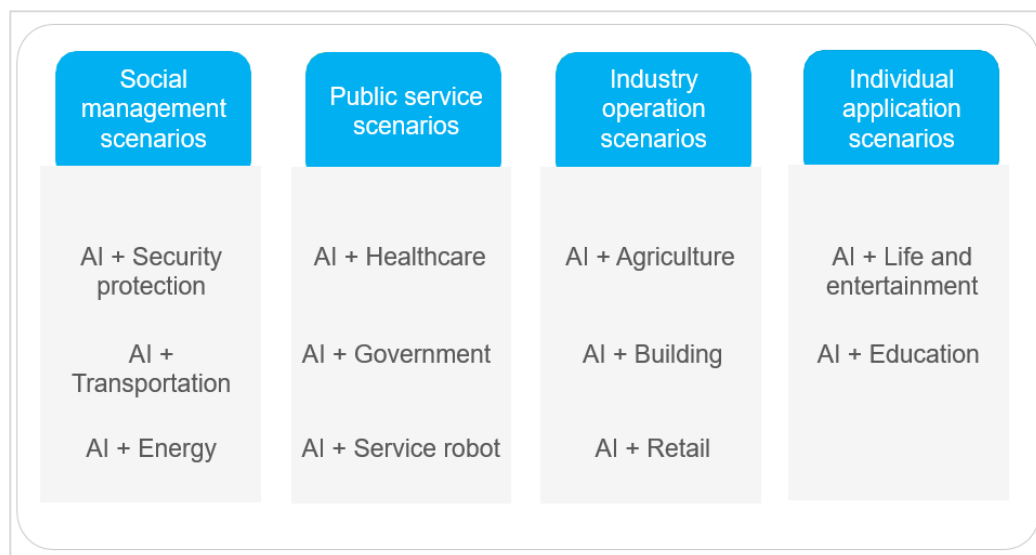 Social
management
scenarios
AI + Security
protection
AI +
Transportation
AI + Energy
Public service
scenarios
AI + Healthcare
AI + Government
AI + Service robot
Industry
operation
scenarios
AI + Agriculture
AI + Building
AI + Retail
Individual
application
scenarios
AI + Life and
entertainment
AI + Education